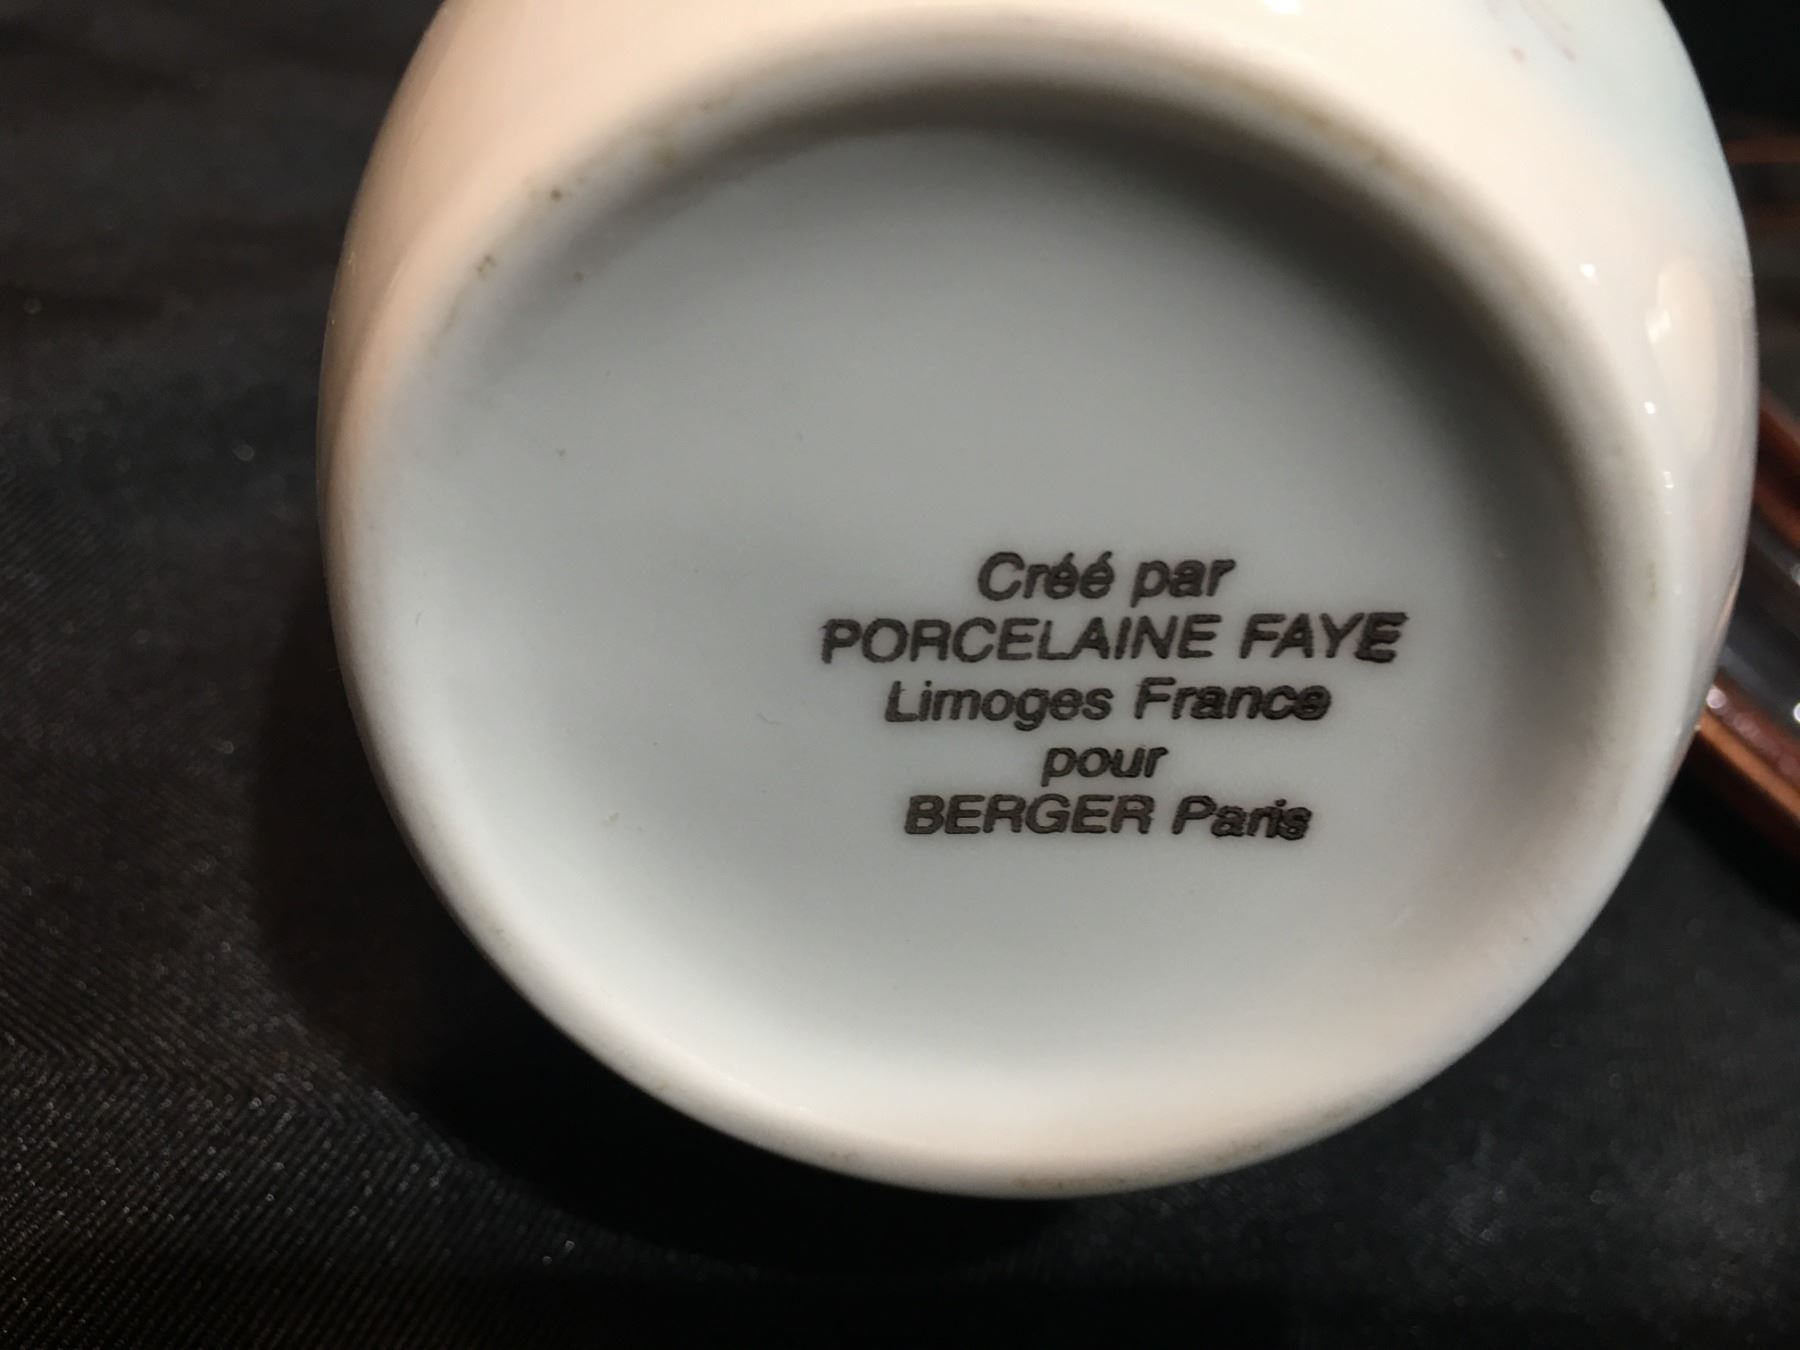 Créé par
PORCELAINE FAYE
Limoges France
pour
BERGER Paris